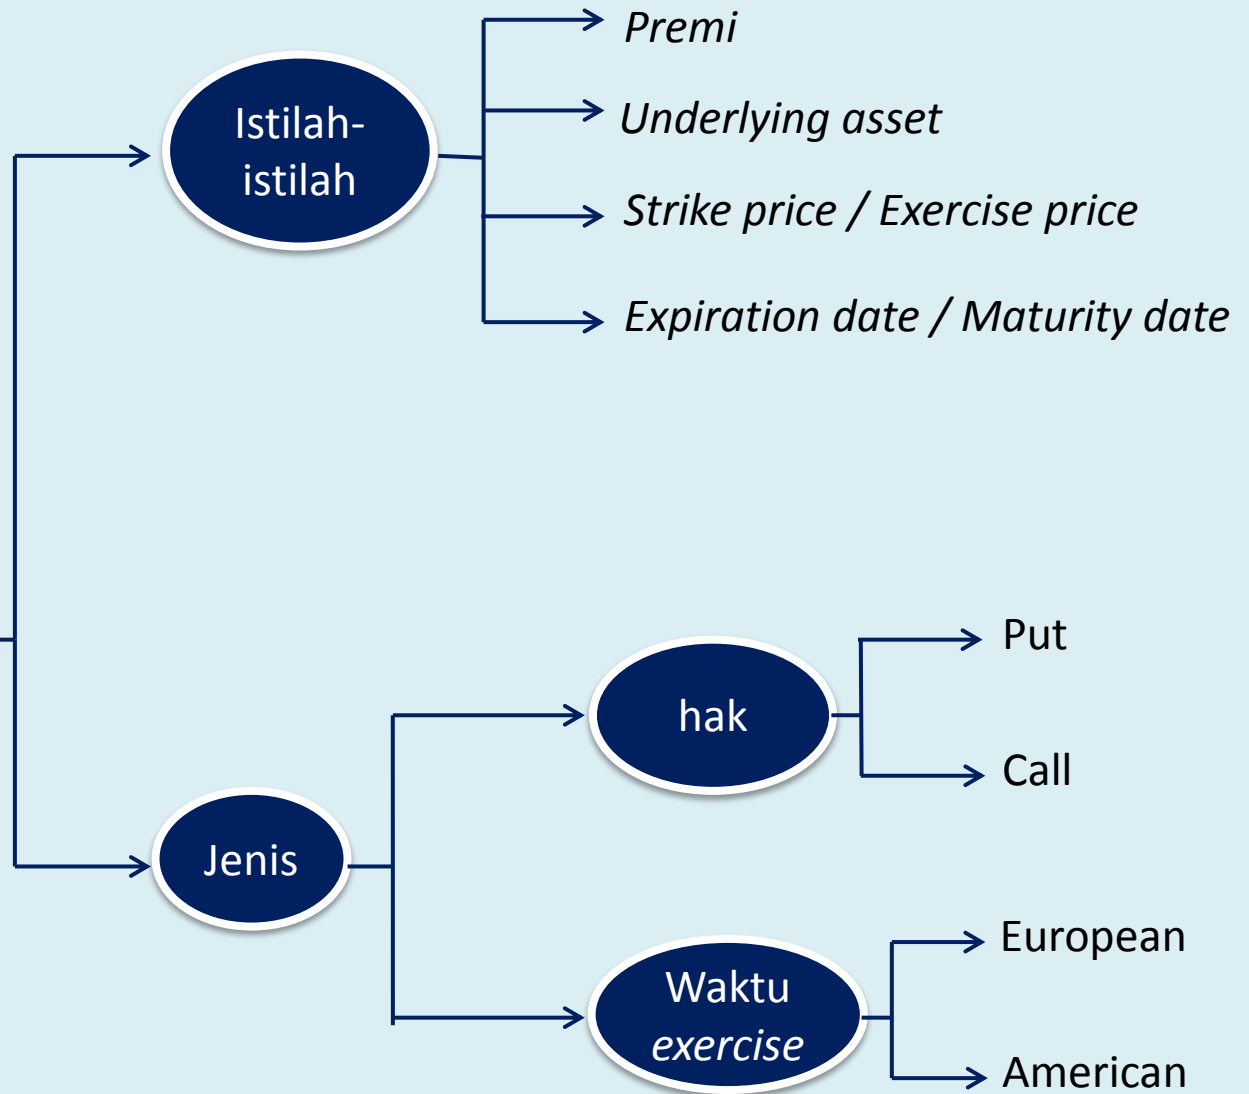 Premi
Istilah-
istilah
Underlying asset
Strike price / Exercise price
Expiration date / Maturity date
Jenis
hak
Put
Call
Waktu
exercise
European
American